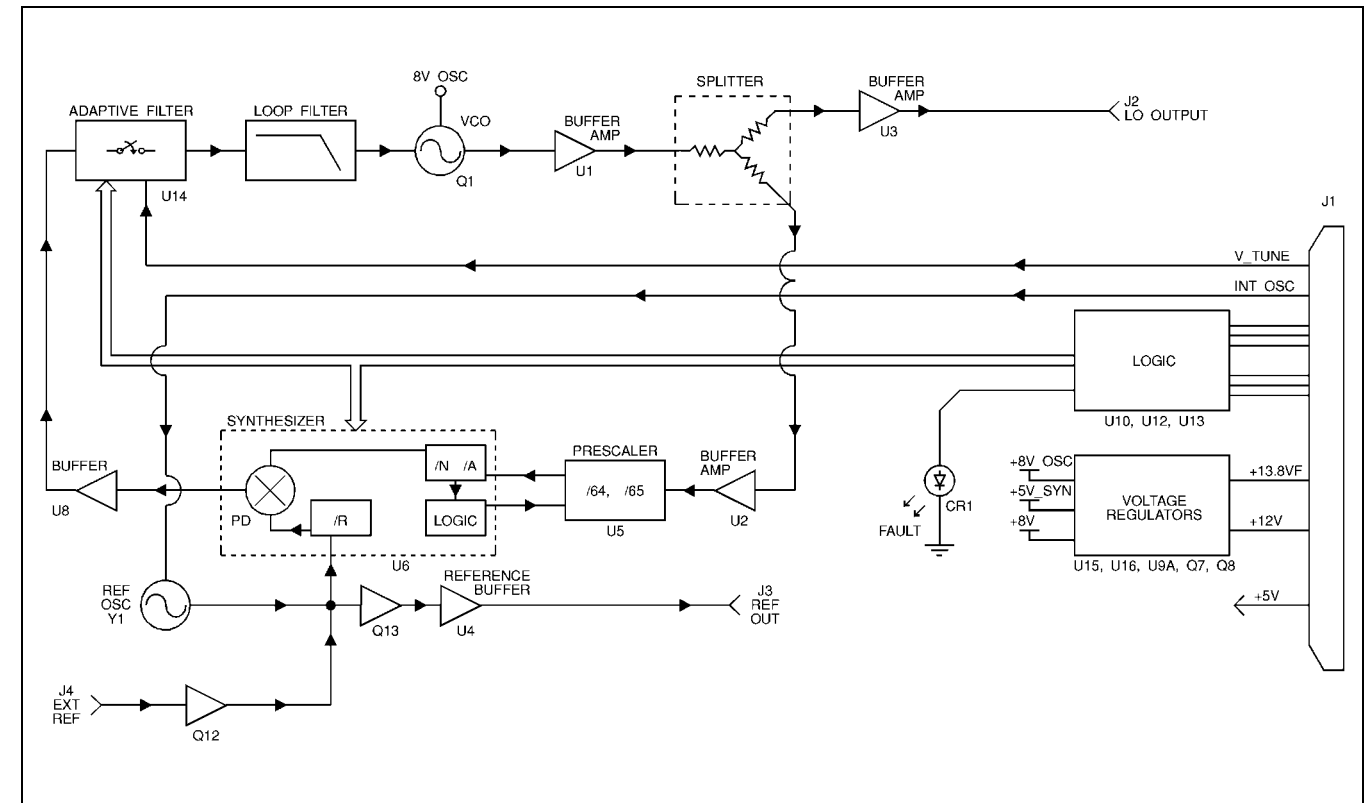 8V OSC
ADAPTIVE FILTER
U14
LOOP FILTER
VCO
Q1
BUFFER
AMP
U1
SPLITTER
BUFFER
AMP
U3
J2
LO OUTPUT
J1
V_TUNE
INT OSC
LOGIC
U10, U12, U13
SYNTHESIZER
BUFFER
U8
PD
/N /A
LOGIC
/R
U6
PRESCALER
/64, /65
U5
BUFFER
AMP
U2
CR1
FAULT
+8V_OSC
+5V_SYN
+8V
VOLTAGE
REGULATORS
U15, U16, U9A, Q7, Q8
+13.8VF
+12V
+5V
REF
OSC
Y1
Q13
REFERENCE
BUFFER
U4
J3
REF
OUT
J4
EXT
REF
Q12